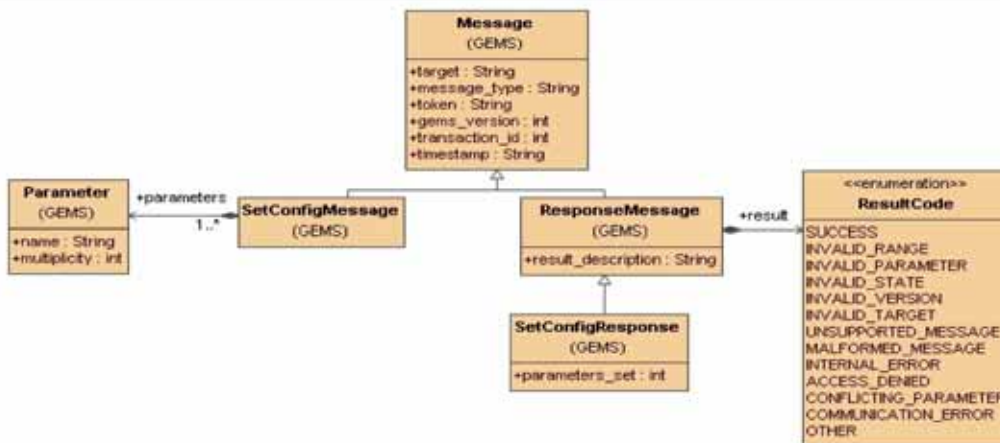 Message
(GEMS)
+target : String
+message_type : String
+token : String
+gems_version : int
+transaction_id : int
+timestamp : String
Parameter
(GEMS)
+name : String
+multiplicity : int
+parameters
1..*
SetConfigMessage
(GEMS)
ResponseMessage
(GEMS)
+result_description : String
+result
SetConfigResponse
(GEMS)
+parameters_set : int
<<enumeration>>
ResultCode
SUCCESS
INVALID_RANGE
INVALID_PARAMETER
INVALID_STATE
INVALID_VERSION
INVALID_TARGET
UNSUPPORTED_MESSAGE
MALFORMED_MESSAGE
INTERNAL_ERROR
ACCESS_DENIED
CONFLICTING_PARAMETER
COMMUNICATION_ERROR
OTHER